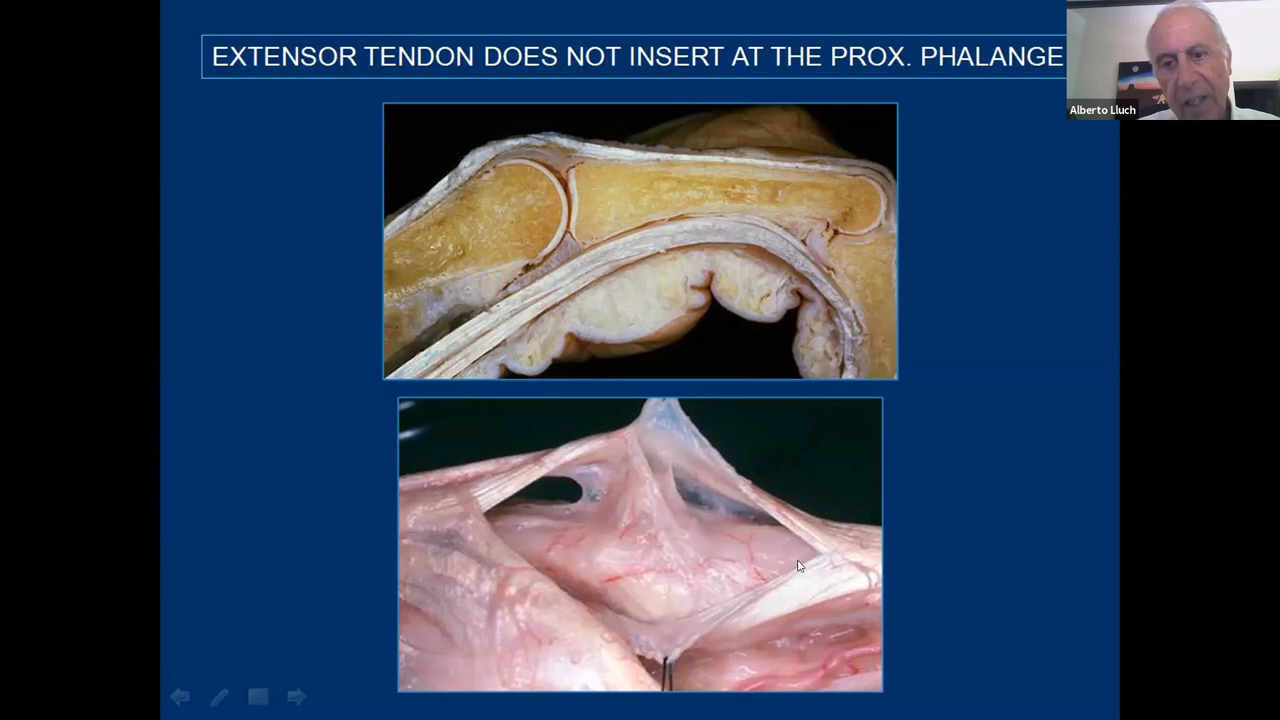 EXTENSOR TENDON DOES NOT INSERT AT THE PROX. PHALANGE
Alberto Lluch